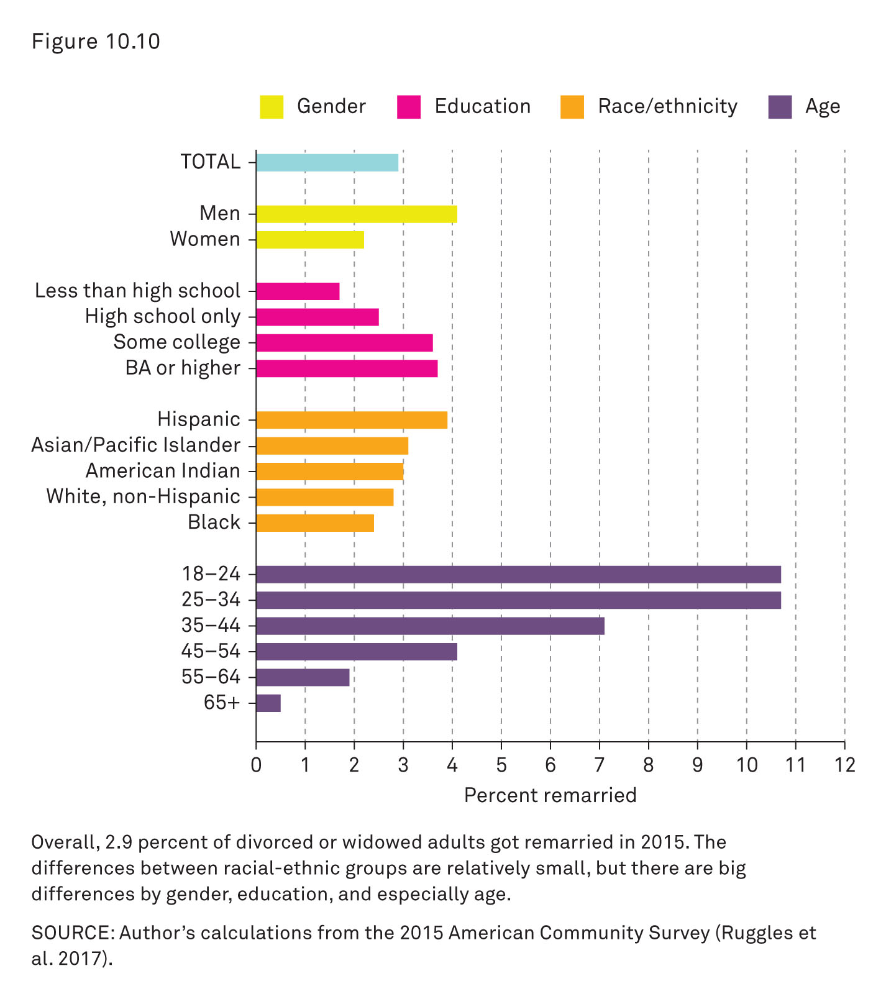 Figure 10.10
Gender Education Race/ethnicity Age
TOTAL
Men
Women
Less than high school
High school only
Some college
BA or higher
Hispanic
Asian/Pacific Islander
American Indian
White, non-Hispanic
Black
18–24
25–34
35–44
45–54
55–64
65+
0 1 2 3 4 5 6 7 8 9 10 11 12
Percent remarried
Overall, 2.9 percent of divorced or widowed adults got remarried in 2015. The
differences between racial-ethnic groups are relatively small, but there are big
differences by gender, education, and especially age.
SOURCE: Author’s calculations from the 2015 American Community Survey (Ruggles et
al. 2017).